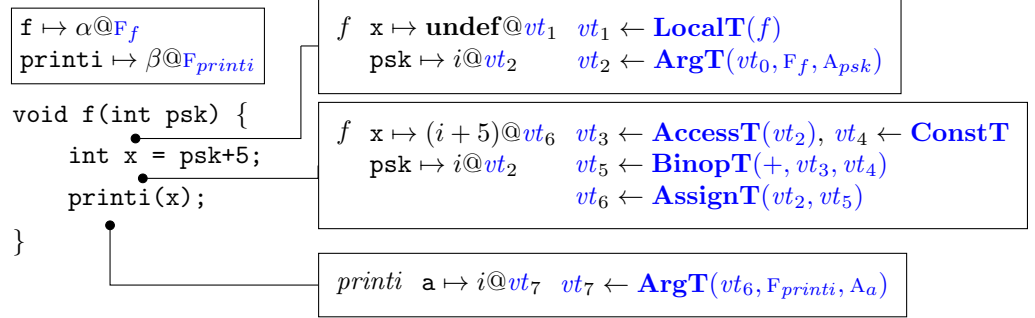 f ↦ α@F_f
printi ↦ β@F_printi
void f(int psk) {
int x = psk+5;
printi(x);
}
f x ↦ undef@vt_1 vt_1 ← LocalT(f)
psk ↦ i@vt_2 vt_2 ← ArgT(vt_0, F_f, A_psk)
f x ↦ (i + 5)@vt_6 vt_3 ← AccessT(vt_2), vt_4 ← ConstT
psk ↦ i@vt_2 vt_5 ← BinopT(+, vt_3, vt_4)
vt_6 ← AssignT(vt_2, vt_5)
printi a ↦ i@vt_7 vt_7 ← ArgT(vt_6, F_printi, A_a)